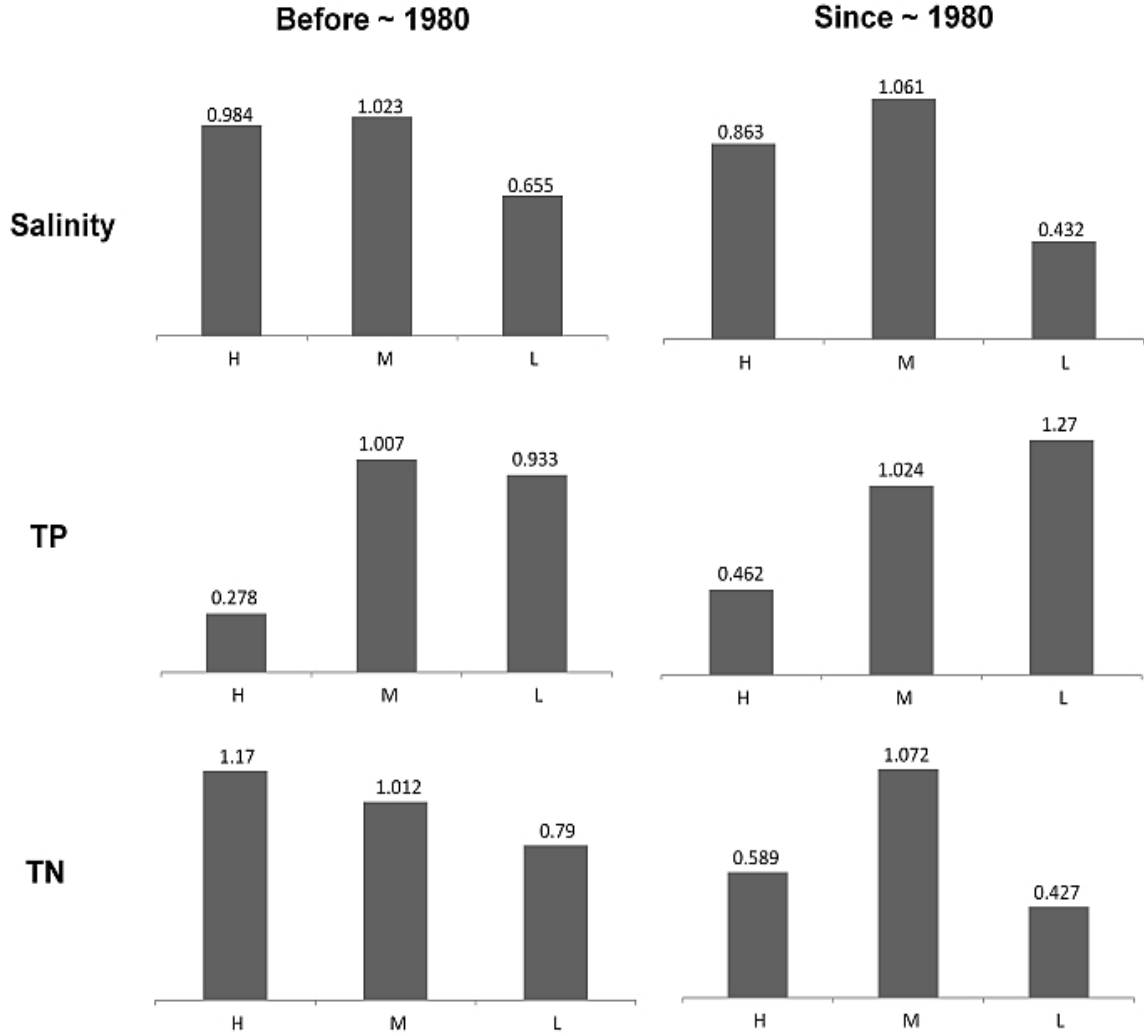 Before ~ 1980
Since ~ 1980
Salinity
0.984
1.023
0.655
H
M
L
0.863
1.061
0.432
H
M
L
TP
0.278
1.007
0.933
H
M
L
0.462
1.024
1.27
H
M
L
TN
1.17
1.012
0.79
H
M
L
0.589
1.072
0.427
H
M
L